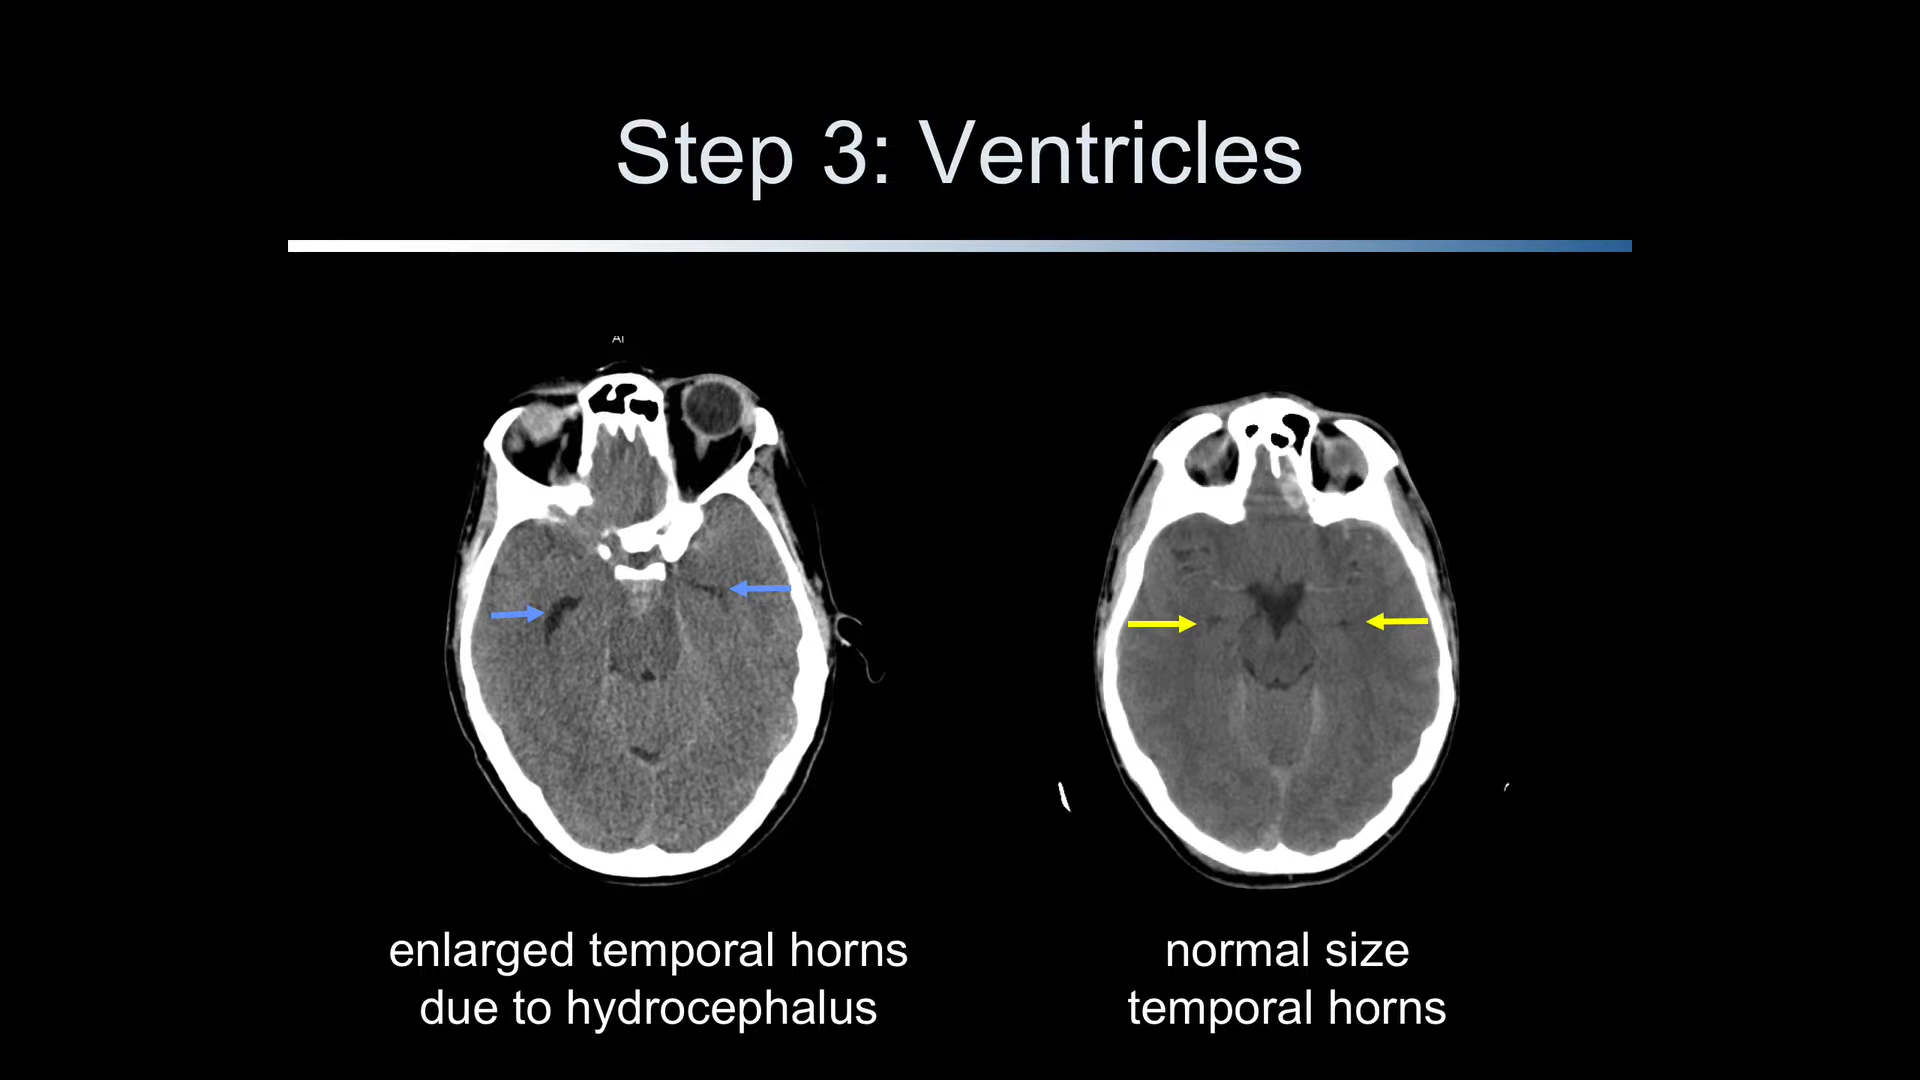 Step 3: Ventricles
enlarged temporal horns
due to hydrocephalus
normal size
temporal horns